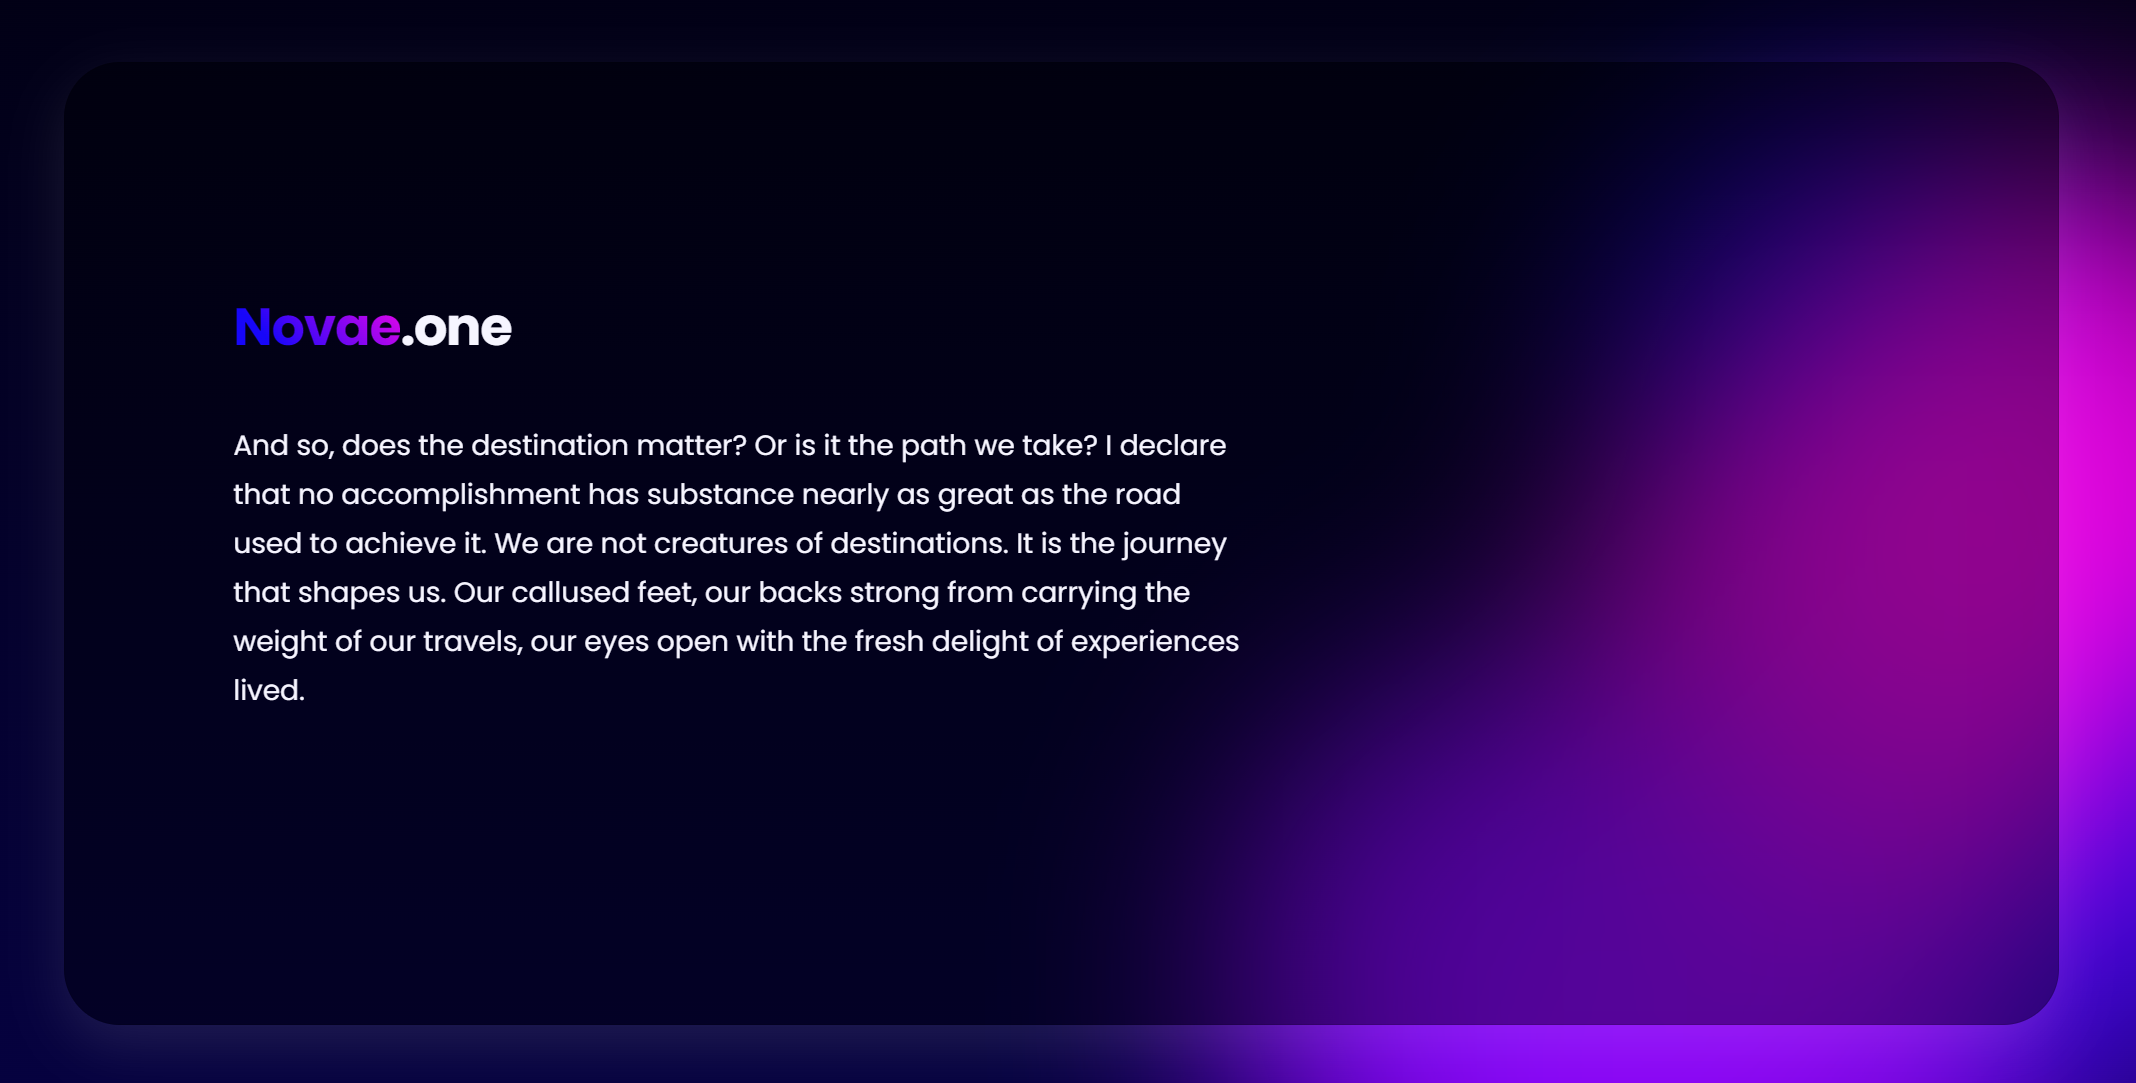 Novae.one
And so, does the destination matter? Or is it the path we take? I declare
that no accomplishment has substance nearly as great as the road
used to achieve it. We are not creatures of destinations. It is the journey
that shapes us. Our callused feet, our backs strong from carrying the
weight of our travels, our eyes open with the fresh delight of experiences
lived.